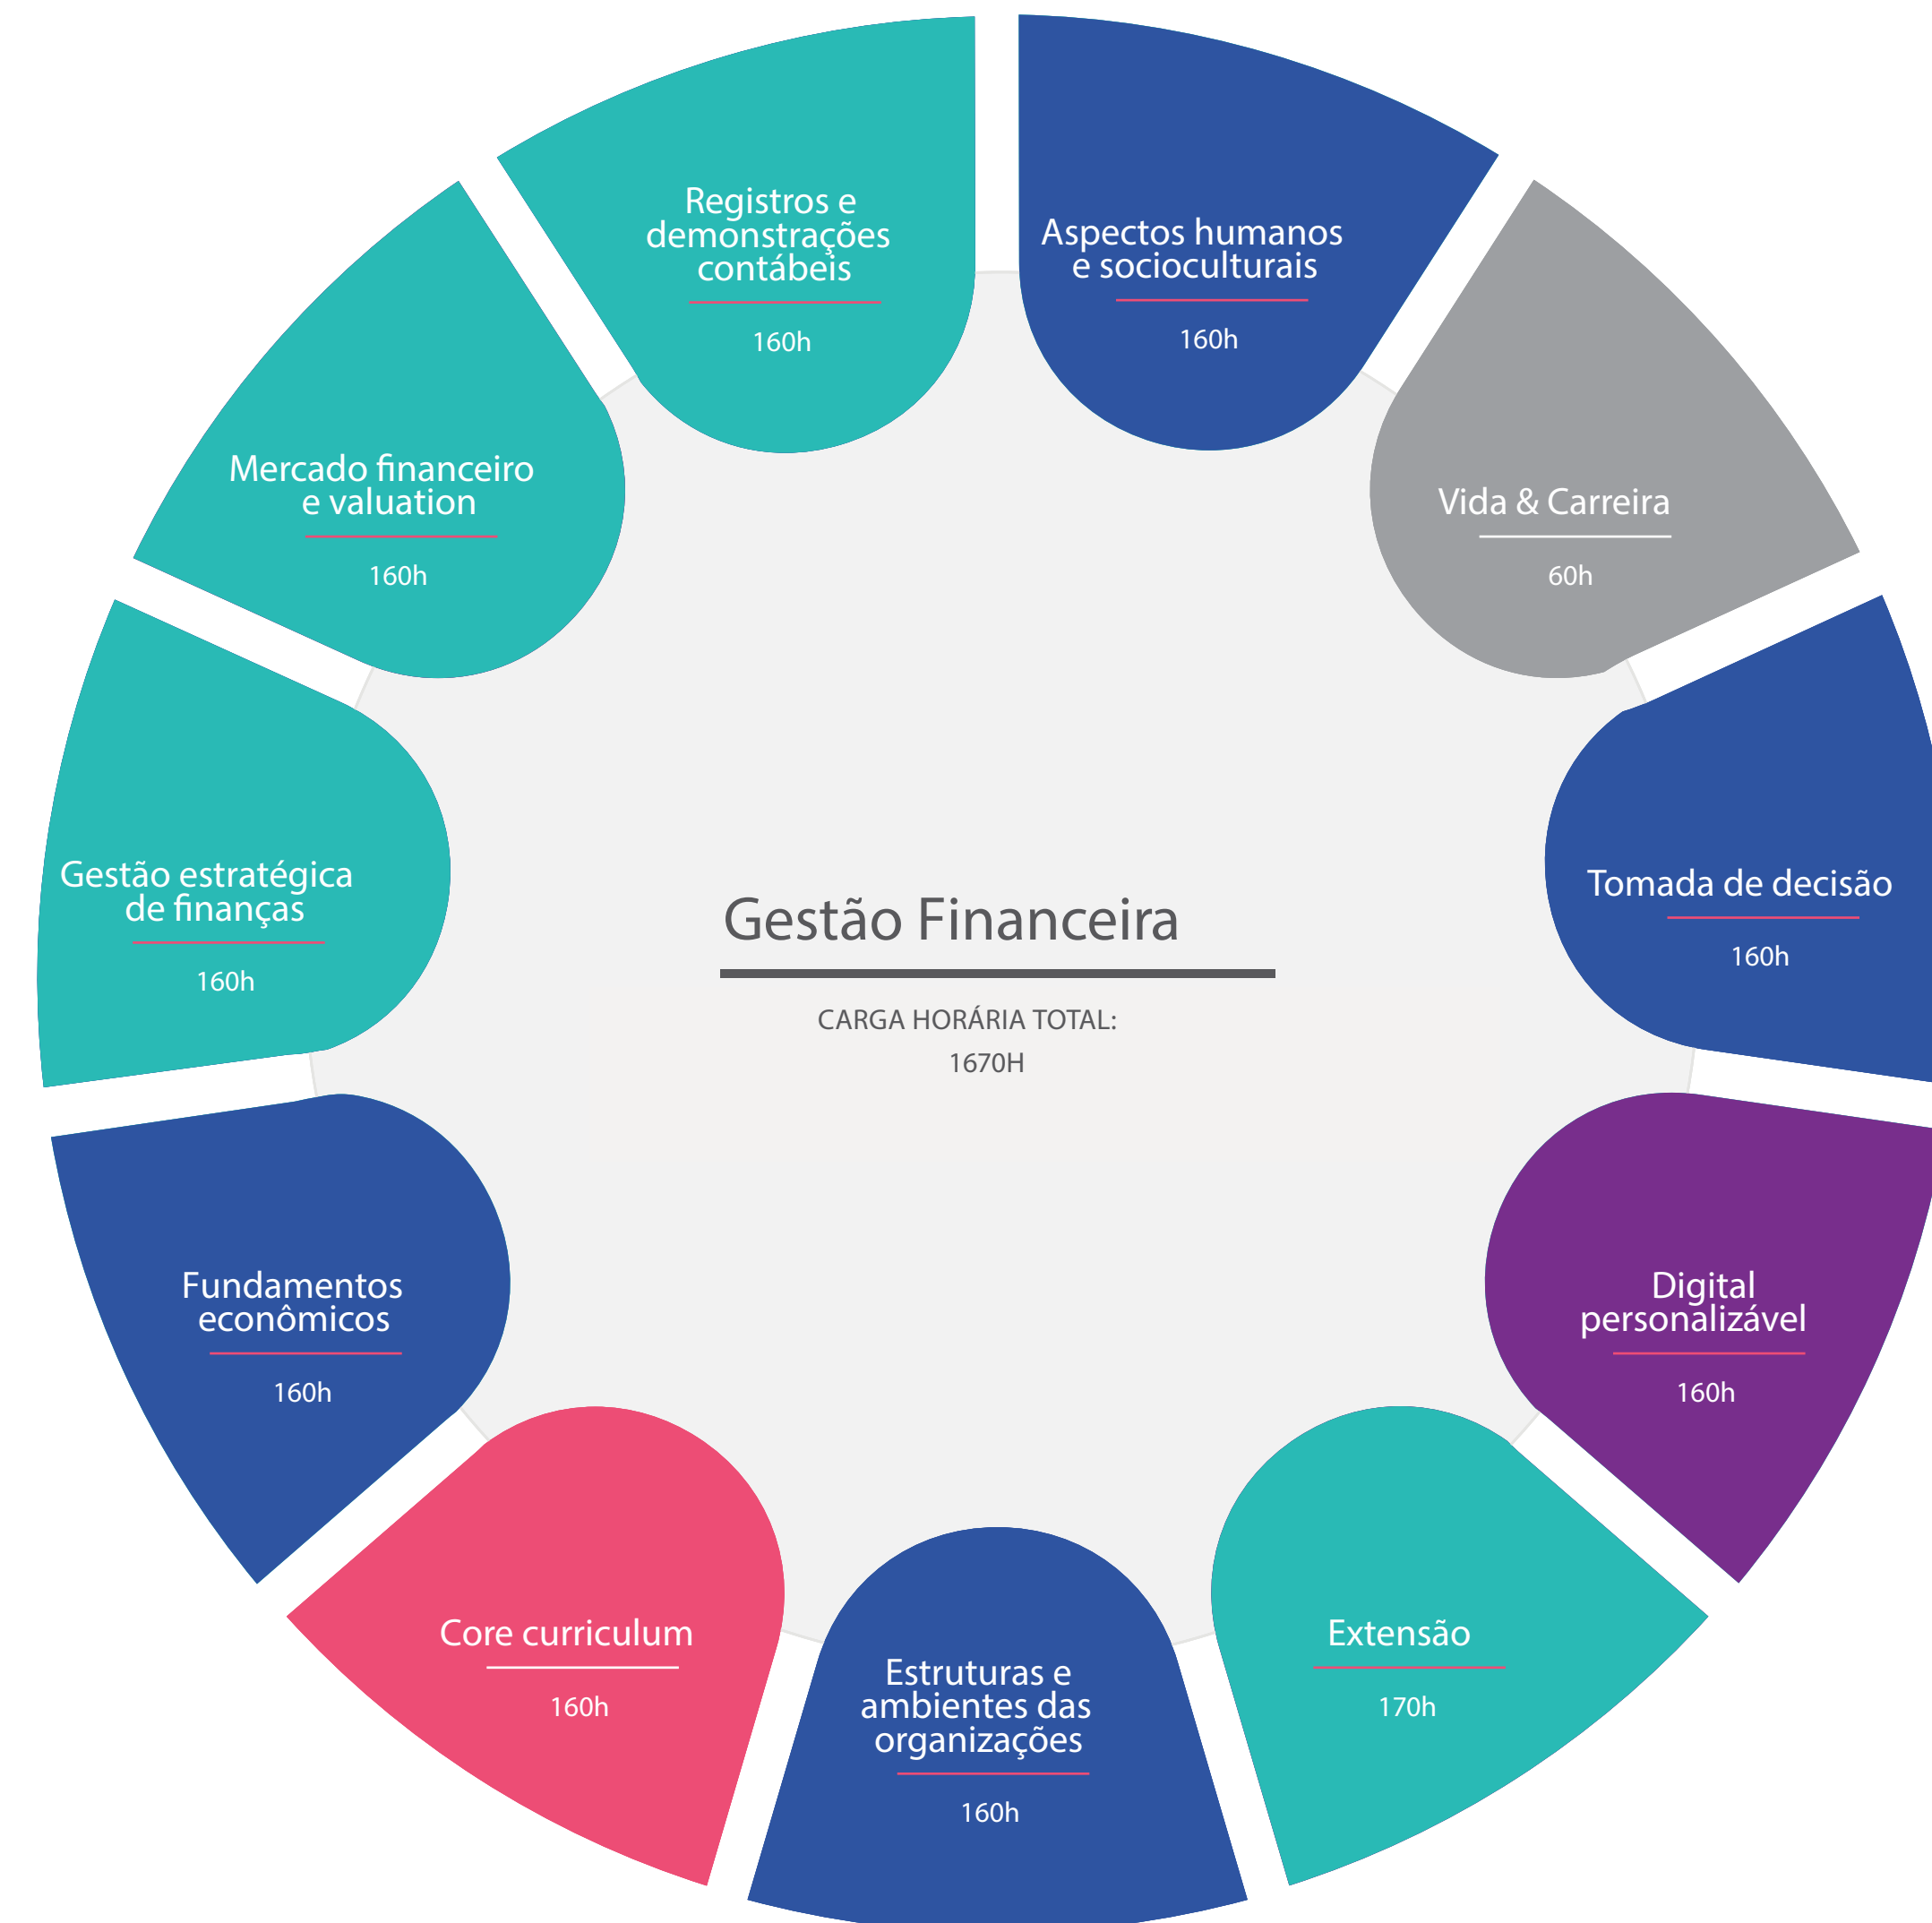 Registros e
demonstrações
contábeis
160h
Aspectos humanos
e socioculturais
160h
Vida & Carreira
60h
Tomada de decisão
160h
Digital
personalizável
160h
Extensão
170h
Estruturas e
ambientes das
organizações
160h
Core curriculum
160h
Fundamentos
econômicos
160h
Gestão estratégica
de finanças
160h
Mercado financeiro
e valuation
160h
Gestão Financeira
CARGA HORÁRIA TOTAL:
1670H